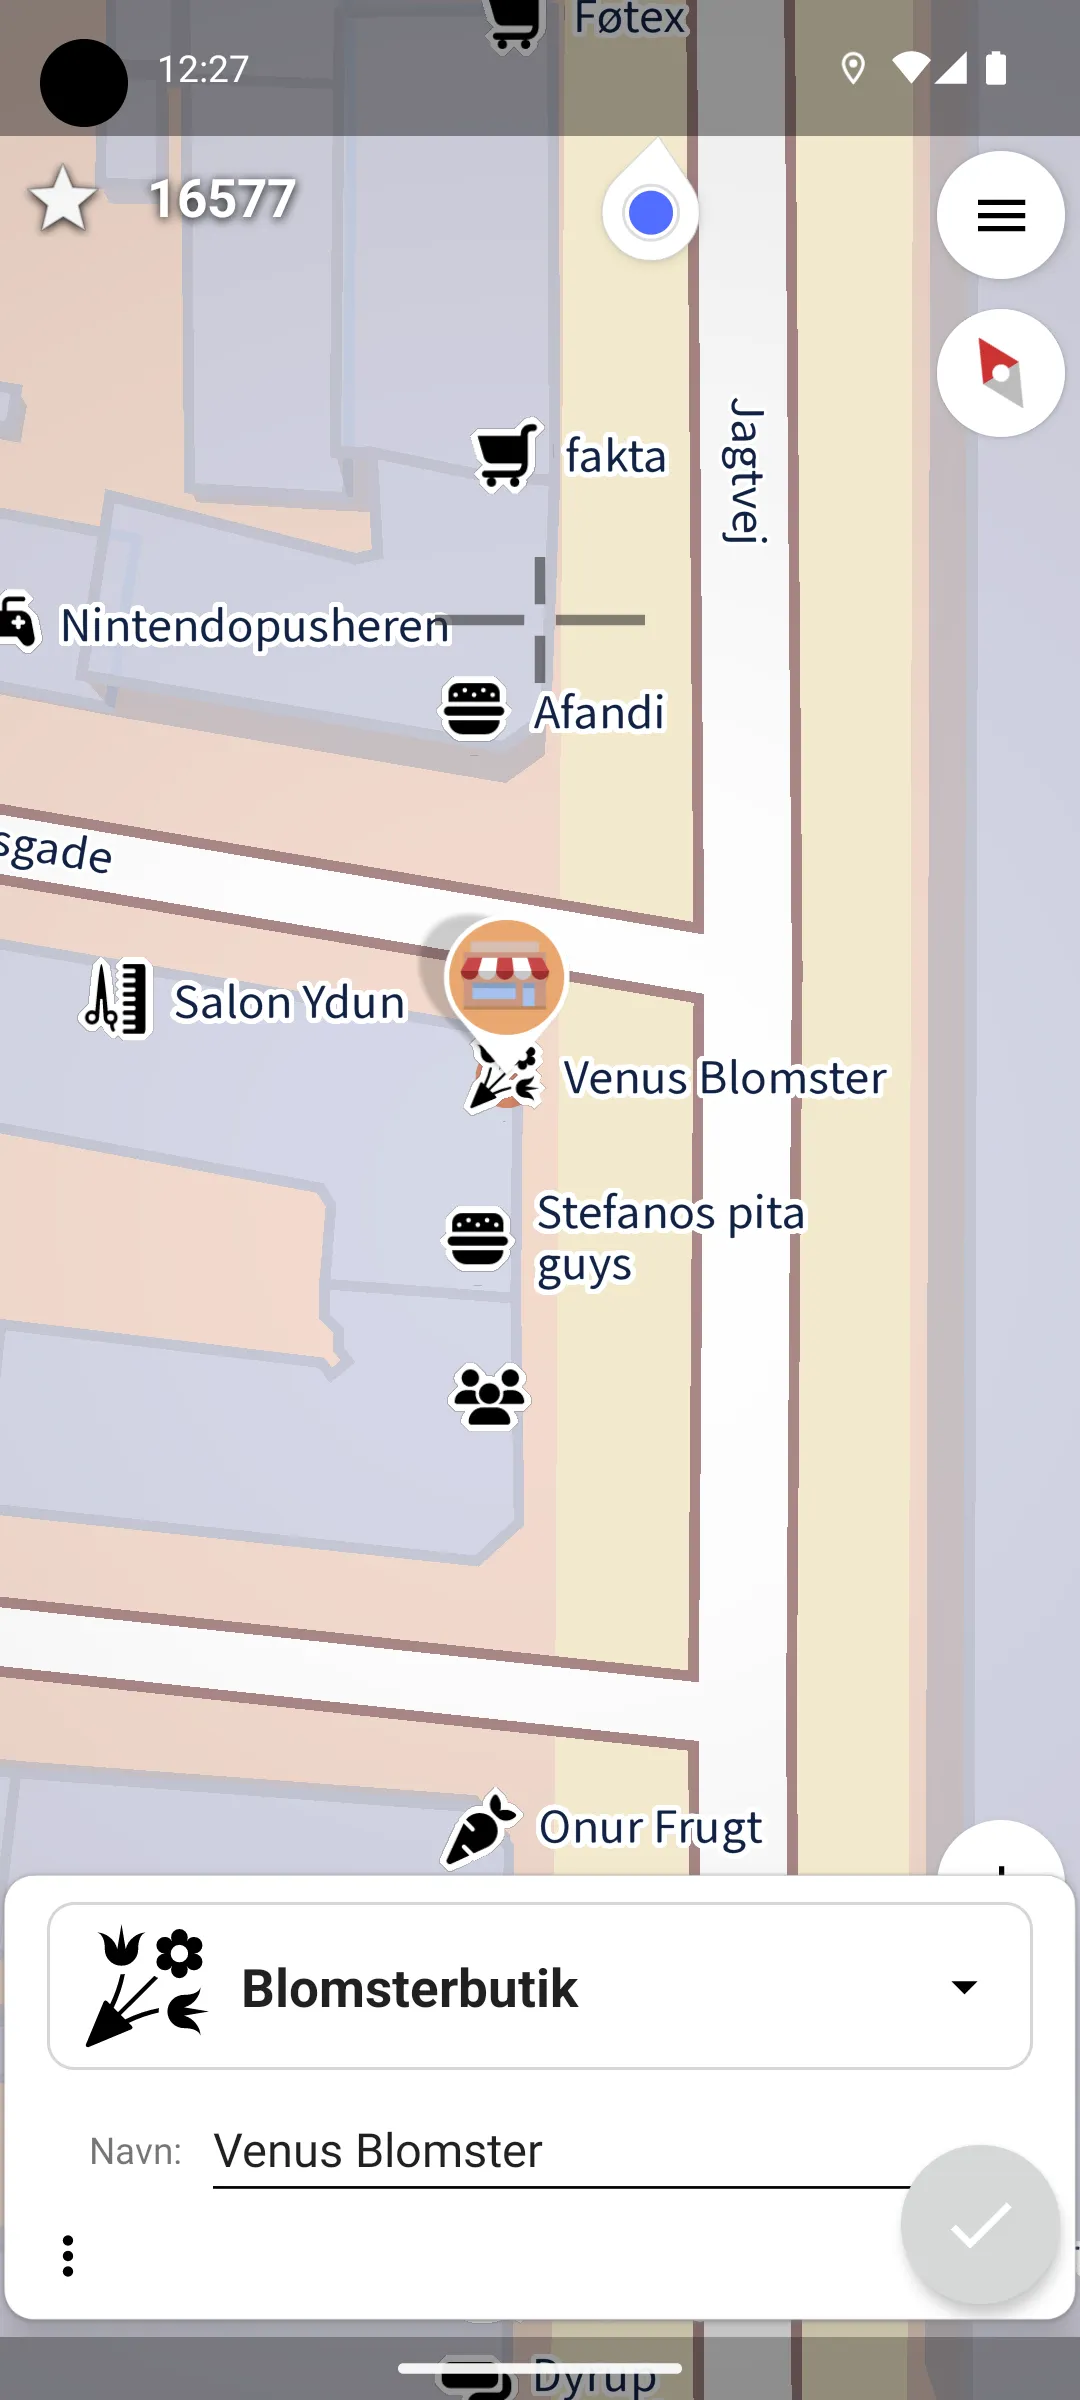 Føtex
12:27
16577
Jagtvej
fakta
Nintendopusheren
Afandi
sgade
Salon Ydun
Venus Blomster
Stefanos pita
guys
Onur Frugt
Blomsterbutik
Navn: Venus Blomster
Dyrup